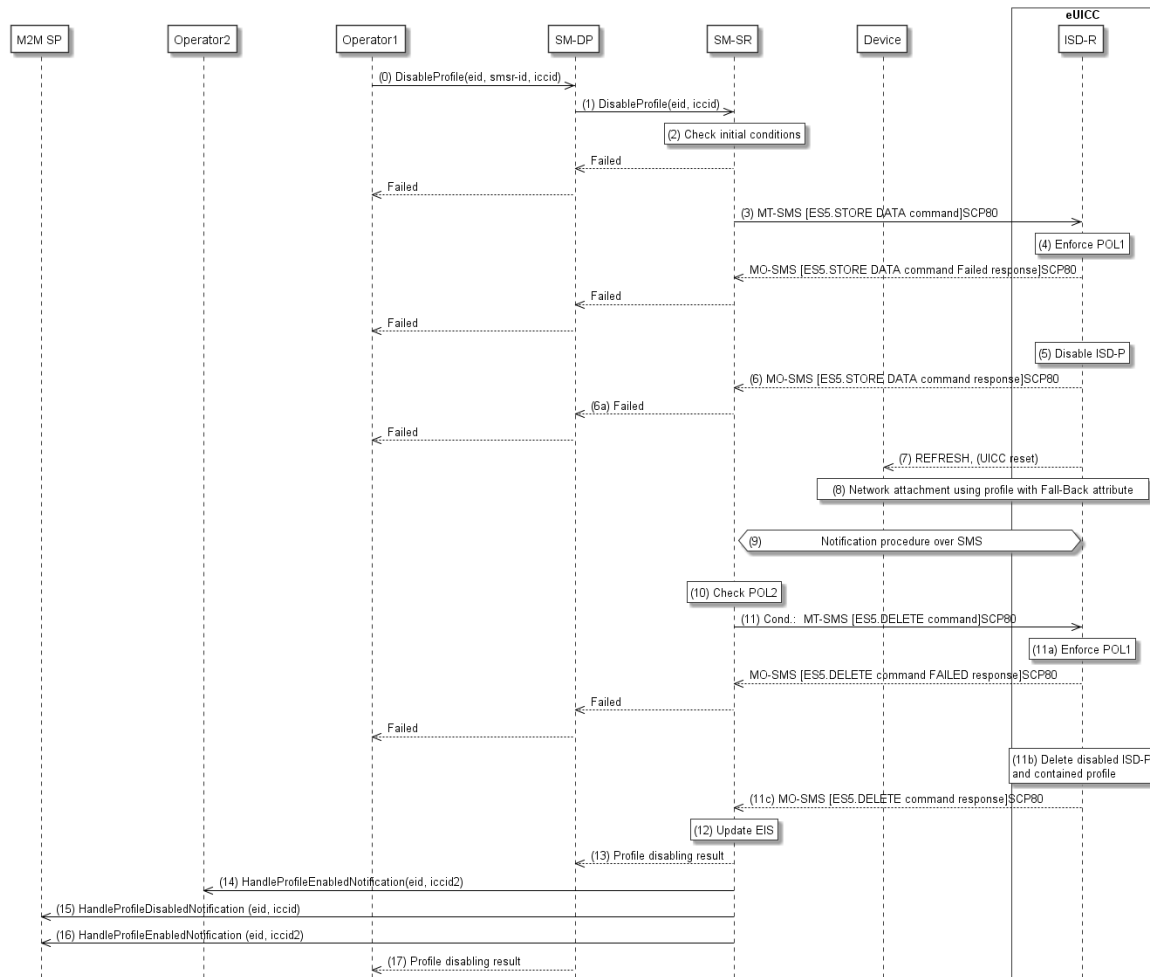 eUICC
M2M SP
Operator2
Operator1
SM-DP
SM-SR
Device
ISD-R
(0) DisableProfile(eid, smsr-id, iccid)
(1) DisableProfile(eid, iccid)
(2) Check initial conditions
Failed
Failed
(3) MT-SMS [ES5.STORE DATA command]SCP80
(4) Enforce POL1
MO-SMS [ES5.STORE DATA command Failed response]SCP80
Failed
Failed
(5) Disable ISD-P
(6) MO-SMS [ES5.STORE DATA command response]SCP80
(6a) Failed
Failed
(7) REFRESH, (UICC reset)
(8) Network attachment using profile with Fall-Back attribute
(9) Notification procedure over SMS
(10) Check POL2
(11) Cond.: MT-SMS [ES5.DELETE command]SCP80
(11a) Enforce POL1
MO-SMS [ES5.DELETE command FAILED response]SCP80
Failed
Failed
(11b) Delete disabled ISD-P
and contained profile
(11c) MO-SMS [ES5.DELETE command response]SCP80
(12) Update EIS
(13) Profile disabling result
(14) HandleProfileEnabledNotification(eid, iccid2)
(15) HandleProfileDisabledNotification (eid, iccid)
(16) HandleProfileEnabledNotification (eid, iccid2)
(17) Profile disabling result